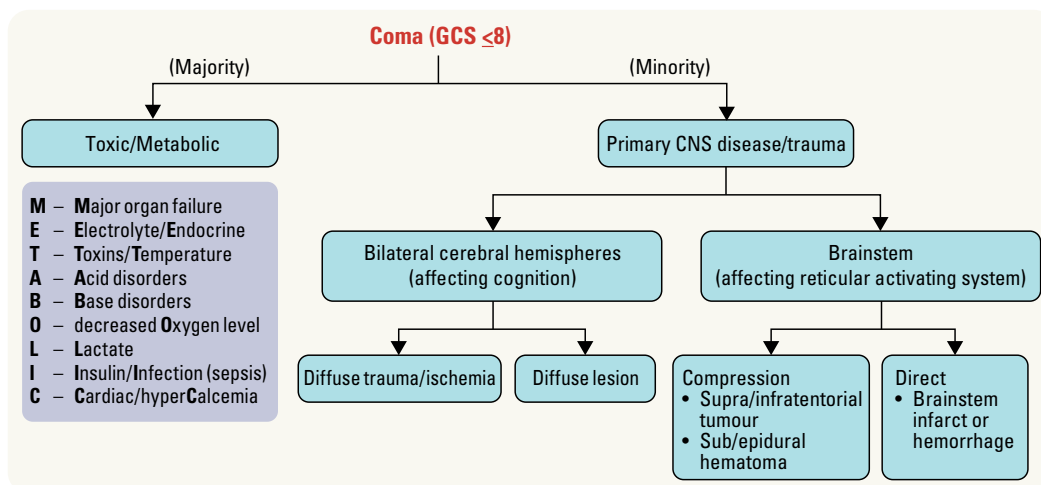 Coma (GCS ≤8)
(Majority)
(Minority)
Toxic/Metabolic
Primary CNS disease/trauma
M – Major organ failure
E – Electrolyte/Endocrine
T – Toxins/Temperature
A – Acid disorders
B – Base disorders
O – decreased Oxygen level
L – Lactate
I – Insulin/Infection (sepsis)
C – Cardiac/hyperCalcemia
Bilateral cerebral hemispheres
(affecting cognition)
Brainstem
(affecting reticular activating system)
Diffuse trauma/ischemia
Diffuse lesion
Compression
• Supra/infratentorial
tumour
• Sub/epidural
hematoma
Direct
• Brainstem
infarct or
hemorrhage